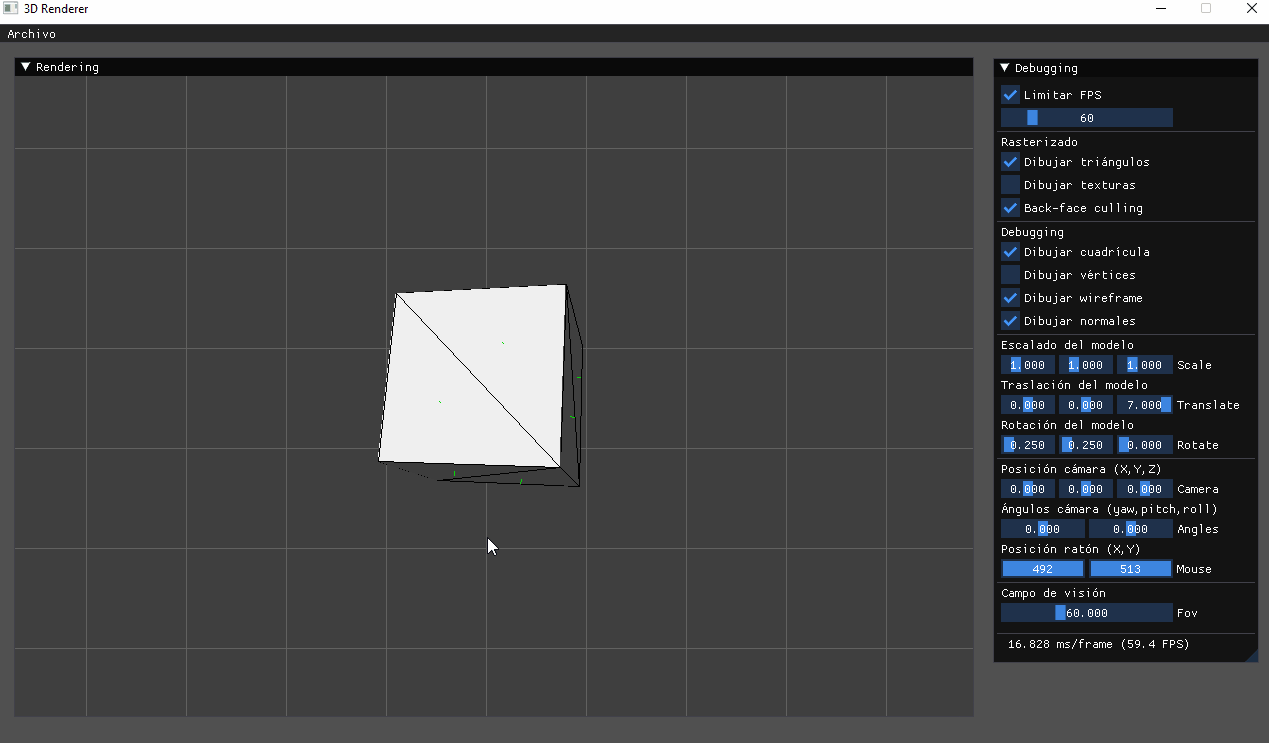 3D Renderer
Archivo
Rendering
Debugging
Limitar FPS
60
Rasterizado
Dibujar triángulos
Dibujar texturas
Back-face culling
Debugging
Dibujar cuadrícula
Dibujar vértices
Dibujar wireframe
Dibujar normales
Escalado del modelo
1.000 1.000 1.000 Scale
Traslación del modelo
0.000 0.000 7.000 Translate
Rotación del modelo
0.250 0.250 0.000 Rotate
Posición cámara (X,Y,Z)
0.000 0.000 0.000 Camera
Ángulos cámara (yaw,pitch,roll)
0.000 0.000 Angles
Posición ratón (X,Y)
492 513 Mouse
Campo de visión
60.000 Fov
16.828 ms/frame (59.4 FPS)